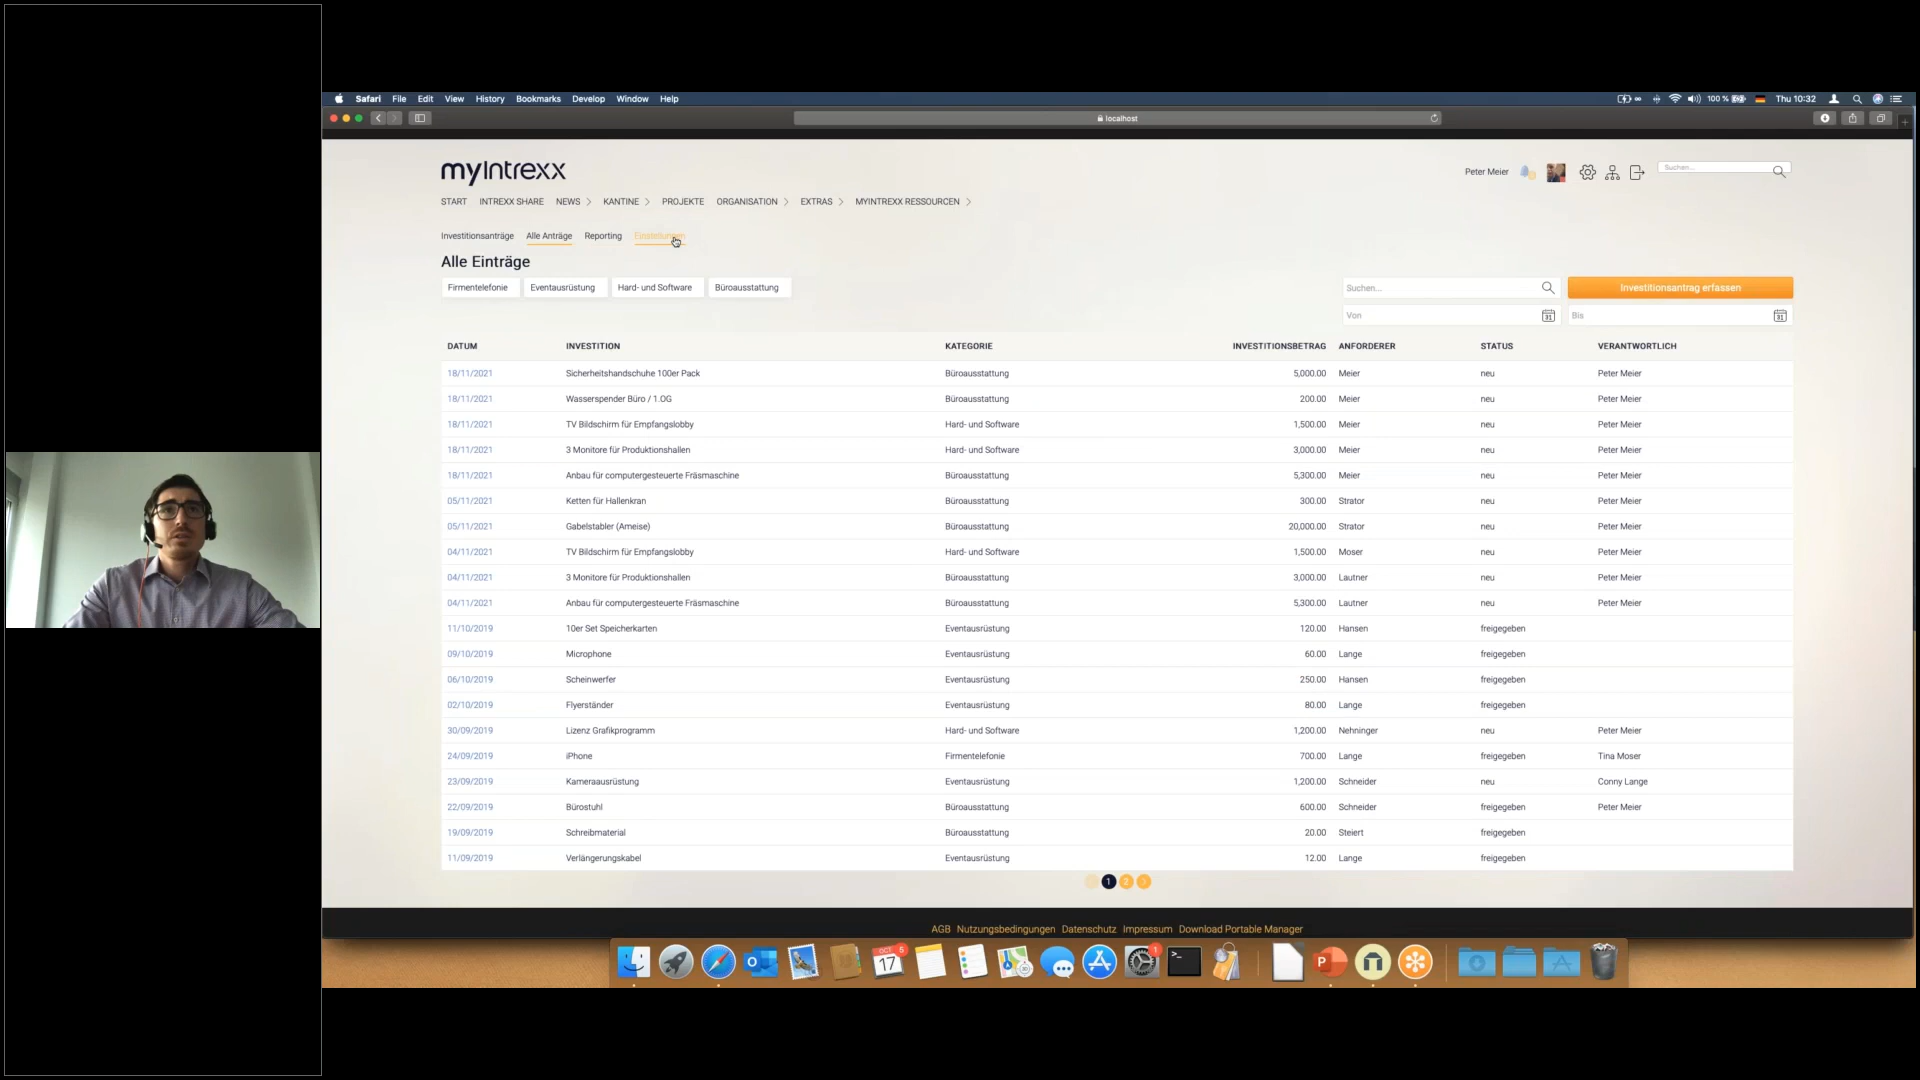 Safari File Edit View History Bookmarks Develop Window Help 100 % Thu 10:32
localhost
myIntrexx
Peter Meier Suchen...
START INTREXX SHARE NEWS KANTINE PROJEKTE ORGANISATION EXTRAS MYINTREXX RESSOURCEN
Investitionsanträge Alle Anträge Reporting Einstellungen
Alle Einträge
Firmentelefonie Eventausrüstung Hard- und Software Büroausstattung Suchen... Investitionsantrag erfassen
Von 31 Bis 31
DATUM INVESTITION KATEGORIE INVESTITIONSBETRAG ANFORDERER STATUS VERANTWORTLICH
18/11/2021 Sicherheitshandschuhe 100er Pack Büroausstattung 5,000.00 Meier neu Peter Meier
18/11/2021 Wasserspender Büro / 1.OG Büroausstattung 200.00 Meier neu Peter Meier
18/11/2021 TV Bildschirm für Empfangslobby Hard- und Software 1,500.00 Meier neu Peter Meier
18/11/2021 3 Monitore für Produktionshallen Hard- und Software 3,000.00 Meier neu Peter Meier
18/11/2021 Anbau für computergesteuerte Fräsmaschine Büroausstattung 5,300.00 Meier neu Peter Meier
05/11/2021 Ketten für Hallenkran Büroausstattung 300.00 Strator neu Peter Meier
05/11/2021 Gabelstabler (Ameise) Büroausstattung 20,000.00 Strator neu Peter Meier
04/11/2021 TV Bildschirm für Empfangslobby Hard- und Software 1,500.00 Moser neu Peter Meier
04/11/2021 3 Monitore für Produktionshallen Büroausstattung 3,000.00 Lautner neu Peter Meier
04/11/2021 Anbau für computergesteuerte Fräsmaschine Büroausstattung 5,300.00 Lautner neu Peter Meier
11/10/2019 10er Set Speicherkarten Eventausrüstung 120.00 Hansen freigegeben
09/10/2019 Microphone Eventausrüstung 60.00 Lange freigegeben
06/10/2019 Scheinwerfer Eventausrüstung 250.00 Hansen freigegeben
02/10/2019 Flyerständer Eventausrüstung 80.00 Lange freigegeben
30/09/2019 Lizenz Grafikprogramm Hard- und Software 1,200.00 Nehninger neu Peter Meier
24/09/2019 iPhone Firmentelefonie 700.00 Lange freigegeben Tina Moser
23/09/2019 Kameraausrüstung Eventausrüstung 1,200.00 Schneider neu Conny Lange
22/09/2019 Bürostuhl Büroausstattung 600.00 Schneider freigegeben Peter Meier
19/09/2019 Schreibmaterial Büroausstattung 20.00 Steiert freigegeben
11/09/2019 Verlängerungskabel Eventausrüstung 12.00 Lange freigegeben
1 2
AGB Nutzungsbedingungen Datenschutz Impressum Download Portable Manager
OCT 17 5 1